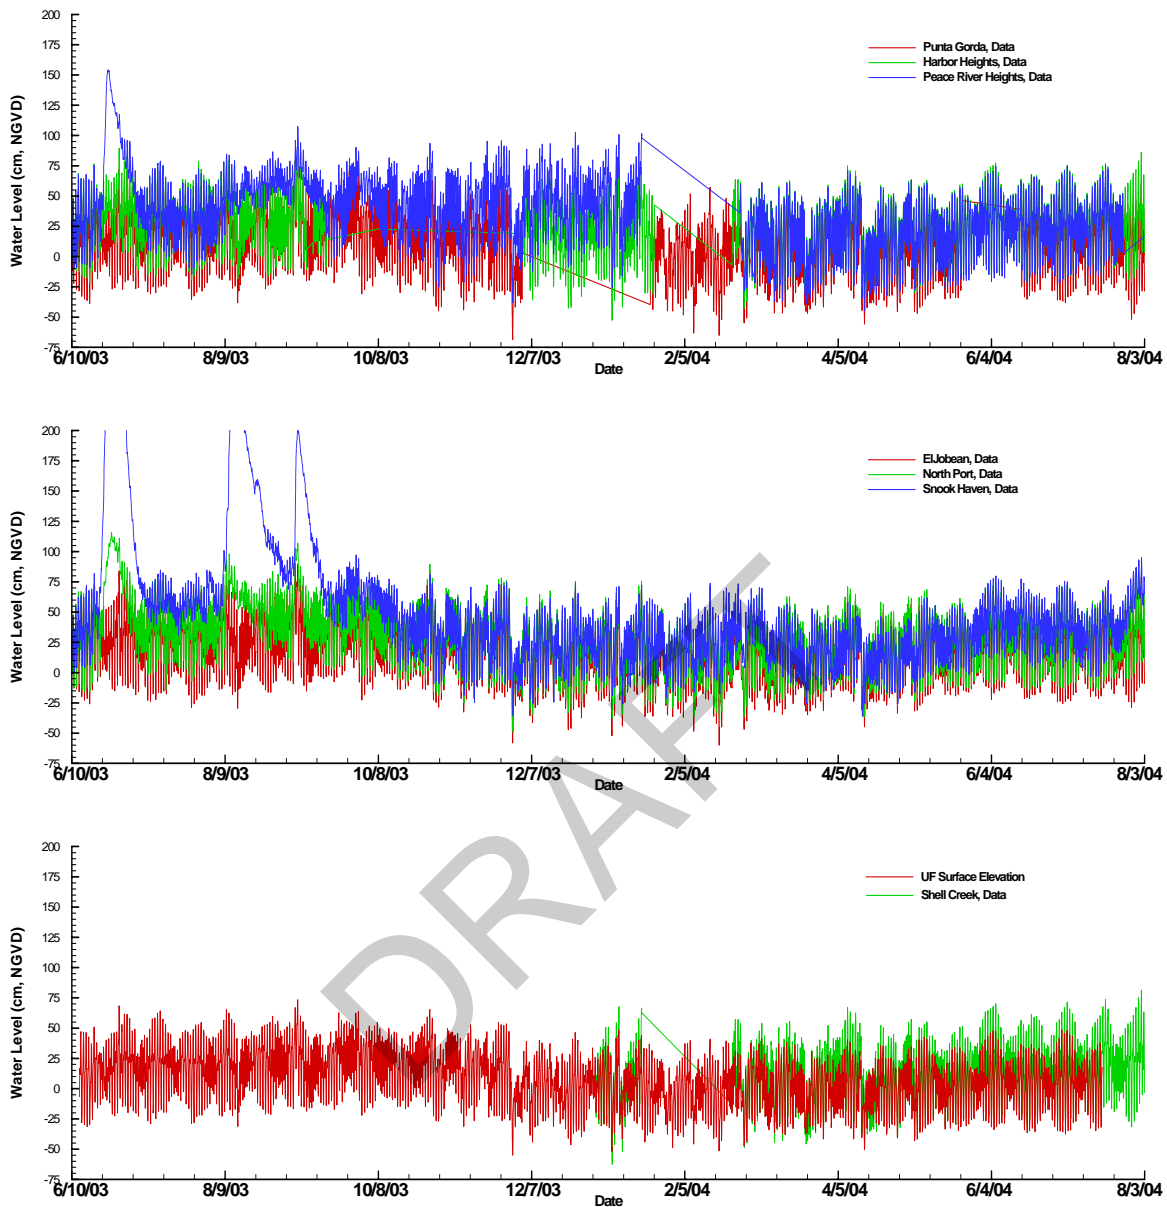 200
175
150
125
100
75
50
25
0
-25
-50
-75
Water Level (cm, NGVD)
Punta Gorda, Data
Harbor Heights, Data
Peace River Heights, Data
6/10/03 8/9/03 10/8/03 12/7/03 2/5/04 4/5/04 6/4/04 8/3/04
Date
200
175
150
125
100
75
50
25
0
-25
-50
-75
Water Level (cm, NGVD)
ElJobean, Data
North Port, Data
Snook Haven, Data
6/10/03 8/9/03 10/8/03 12/7/03 2/5/04 4/5/04 6/4/04 8/3/04
Date
200
175
150
125
100
75
50
25
0
-25
-50
-75
Water Level (cm, NGVD)
UF Surface Elevation
Shell Creek, Data
6/10/03 8/9/03 10/8/03 12/7/03 2/5/04 4/5/04 6/4/04 8/3/04
Date
DRAFT